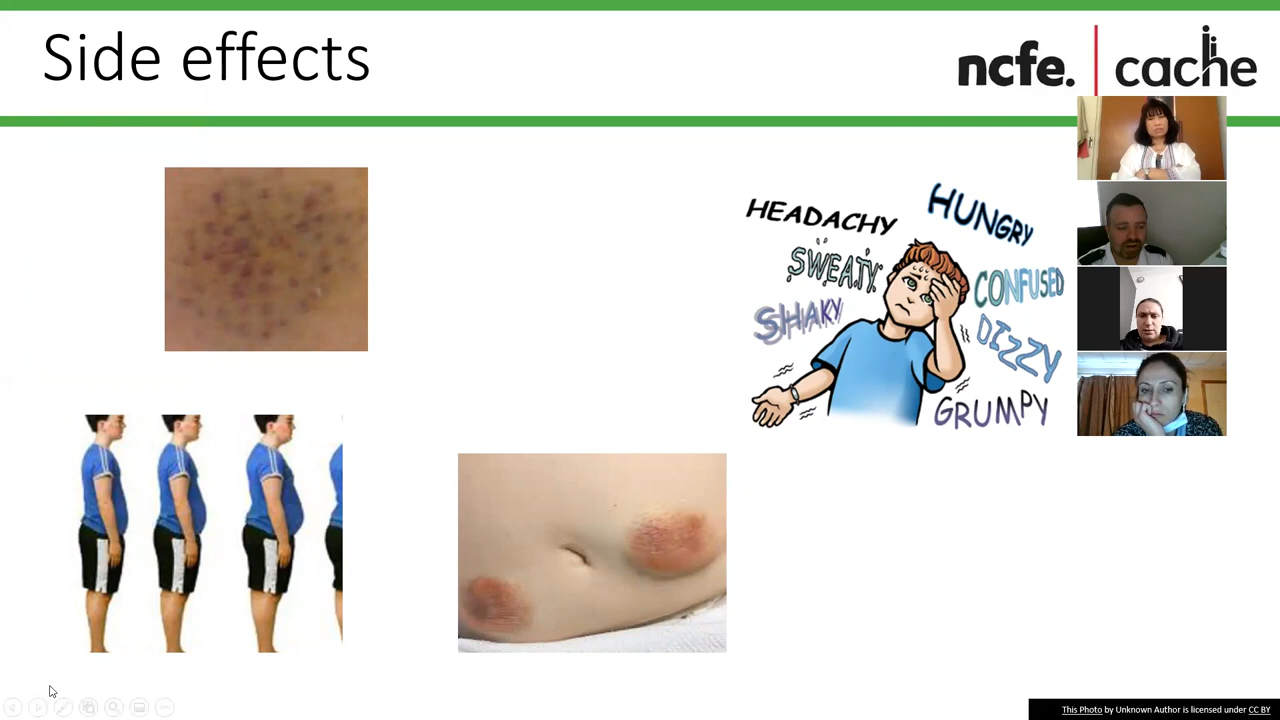 Side effects
ncfe. cache
HEADACHY
HUNGRY
SWEATY
CONFUSED
SHAKY
DIZZY
GRUMPY
This Photo by Unknown Author is licensed under CC BY